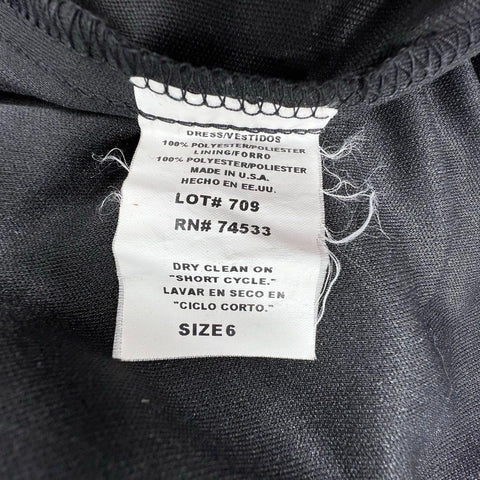 DRESS/VESTIDOS
100% POLYESTER/POLIESTER
LINING/FORRO
100% POLYESTER/POLIESTER
MADE IN U.S.A.
HECHO EN EE.UU.
LOT# 709
RN# 74533
DRY CLEAN ON
"SHORT CYCLE."
LAVAR EN SECO EN
"CICLO CORTO."
SIZE 6